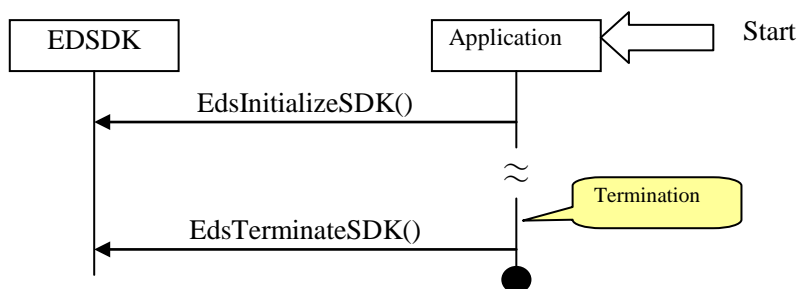 EDSDK
Application
Start
EdsInitializeSDK()
≈
Termination
EdsTerminateSDK()